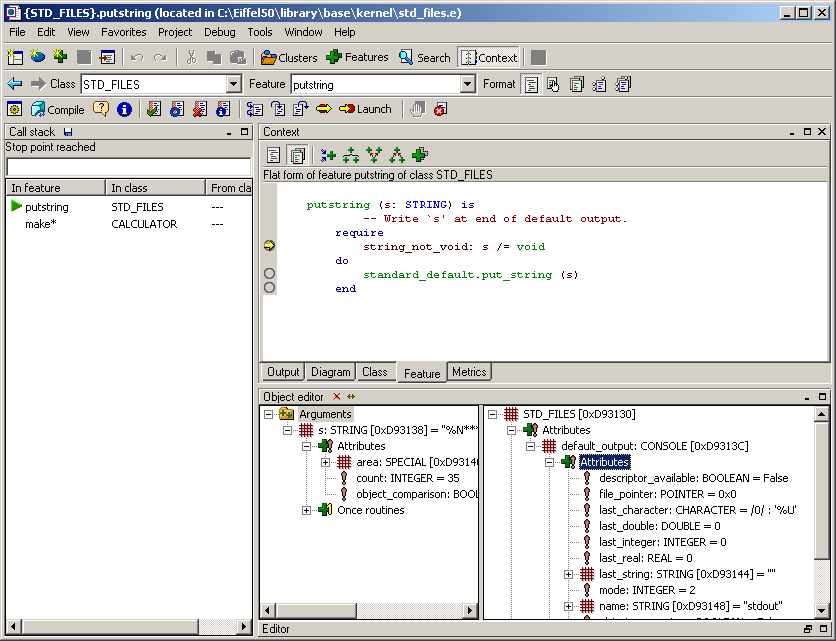 {STD_FILES}.putstring (located in C:\Eiffel50\library\base\kernel\std_files.e)
File Edit View Favorites Project Debug Tools Window Help
Clusters Features Search Context
Class STD_FILES Feature putstring Format
Compile Launch
Call stack
Stop point reached
In feature In class From cla
putstring STD_FILES ---
make* CALCULATOR ---
Context
Flat form of feature putstring of class STD_FILES
putstring (s: STRING) is
-- Write `s' at end of default output.
require
string_not_void: s /= void
do
standard_default.put_string (s)
end
Output Diagram Class Feature Metrics
Object editor
Arguments
s: STRING [0xD93138] = "%N**
Attributes
area: SPECIAL [0xD9314
count: INTEGER = 35
object_comparison: BOOL
Once routines
STD_FILES [0xD93130]
Attributes
default_output: CONSOLE [0xD9313C]
Attributes
descriptor_available: BOOLEAN = False
file_pointer: POINTER = 0x0
last_character: CHARACTER = /0/ : '%U'
last_double: DOUBLE = 0
last_integer: INTEGER = 0
last_real: REAL = 0
last_string: STRING [0xD93144] = ""
mode: INTEGER = 2
name: STRING [0xD93148] = "stdout"
Editor